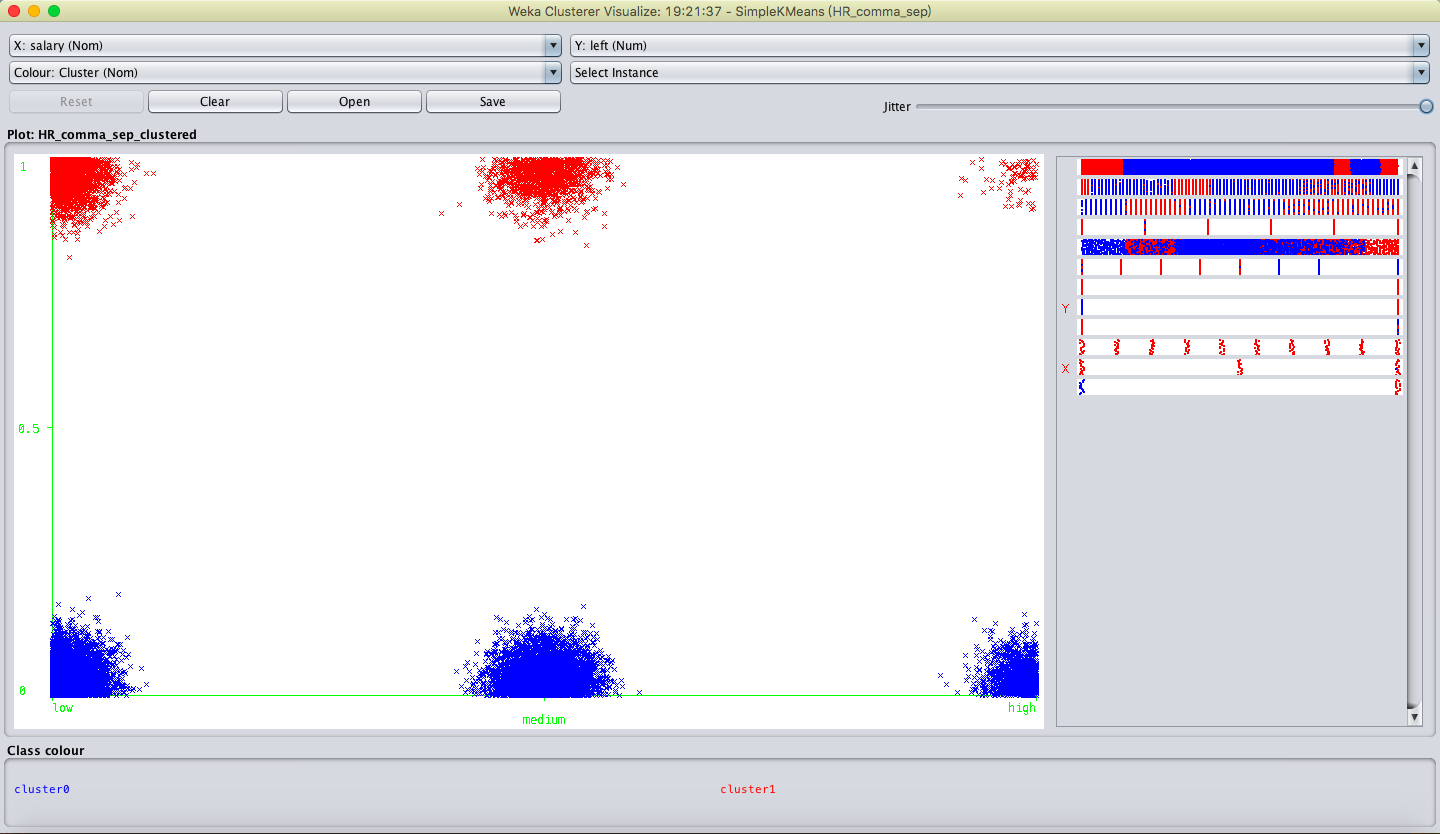 Weka Clusterer Visualize: 19:21:37 - SimpleKMeans (HR_comma_sep)
X: salary (Nom) Y: left (Num)
Colour: Cluster (Nom) Select Instance
Reset Clear Open Save Jitter
Plot: HR_comma_sep_clustered
1
Y
X
0.5
0
low medium high
Class colour
cluster0 cluster1